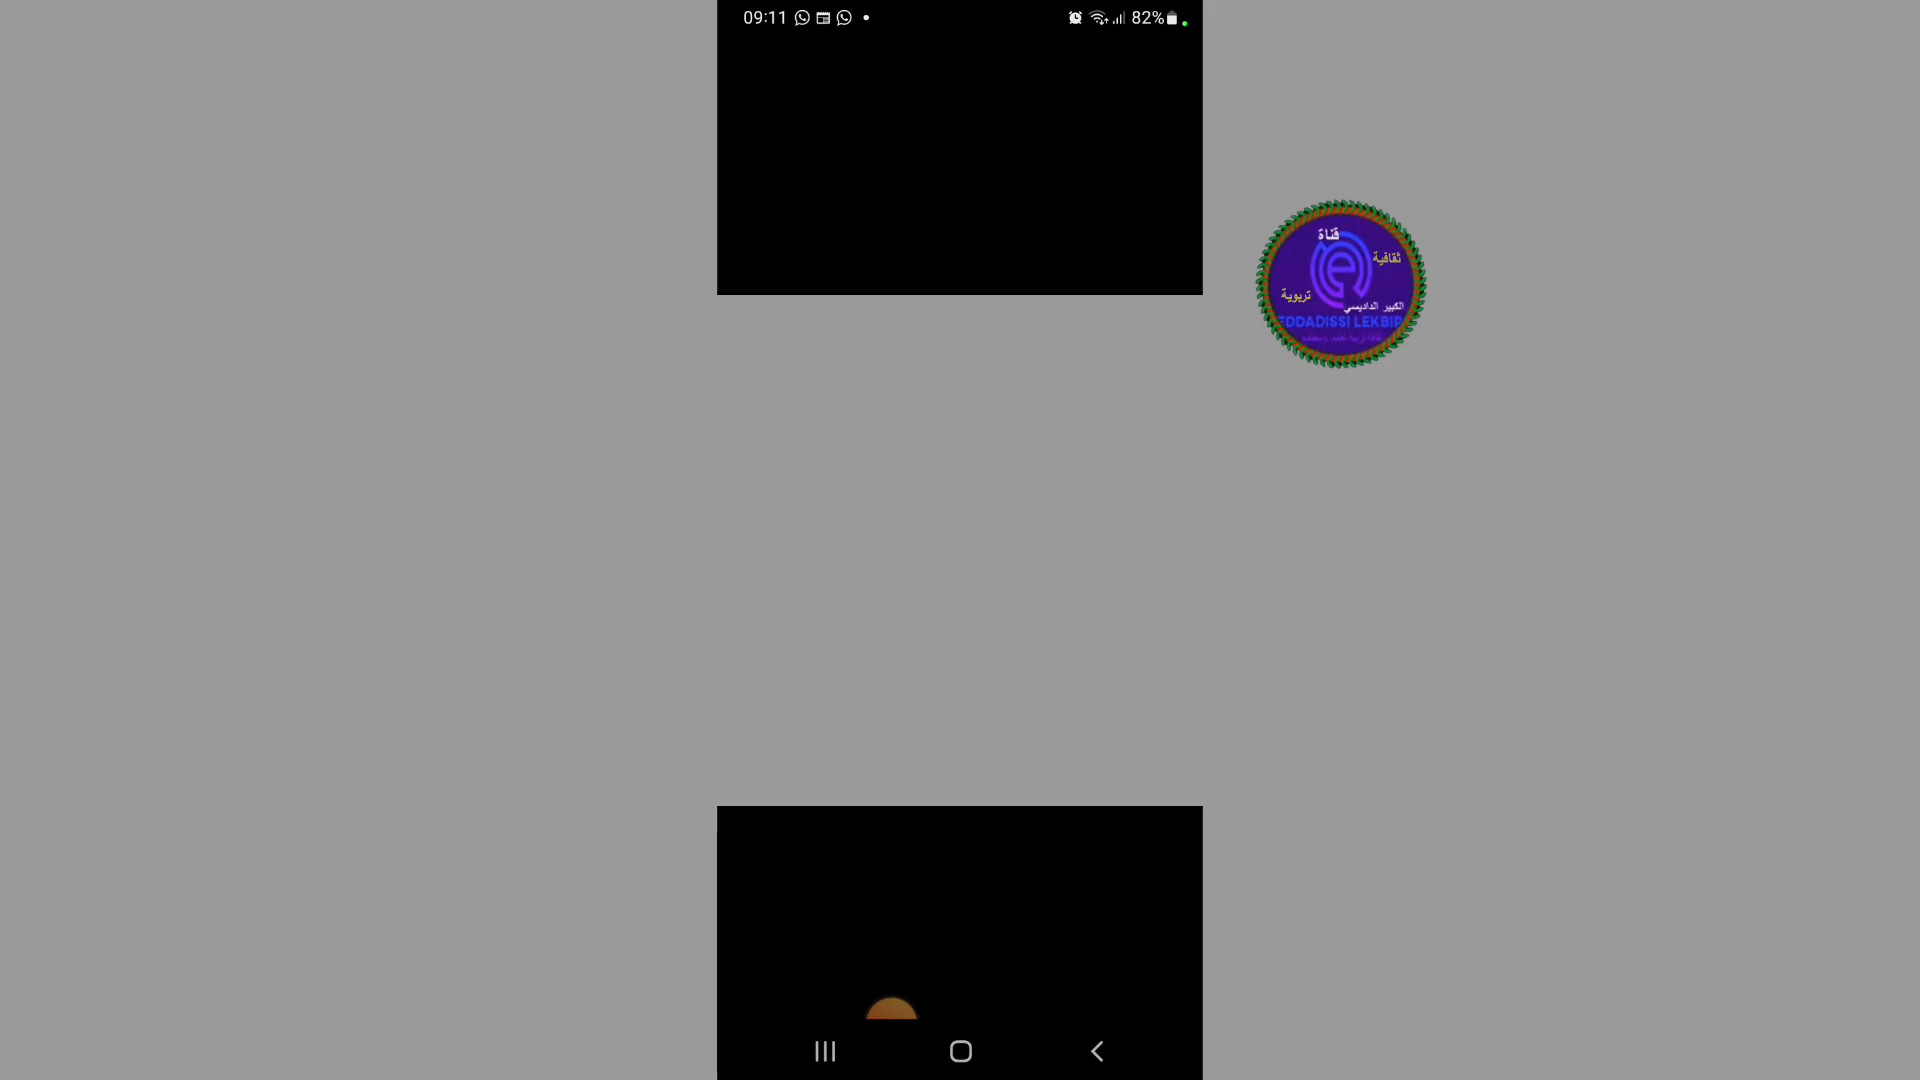 09:11
82%
قناة
ثقافية
تربوية
الكبير الداديسي
EDDADISSI LEKBIR